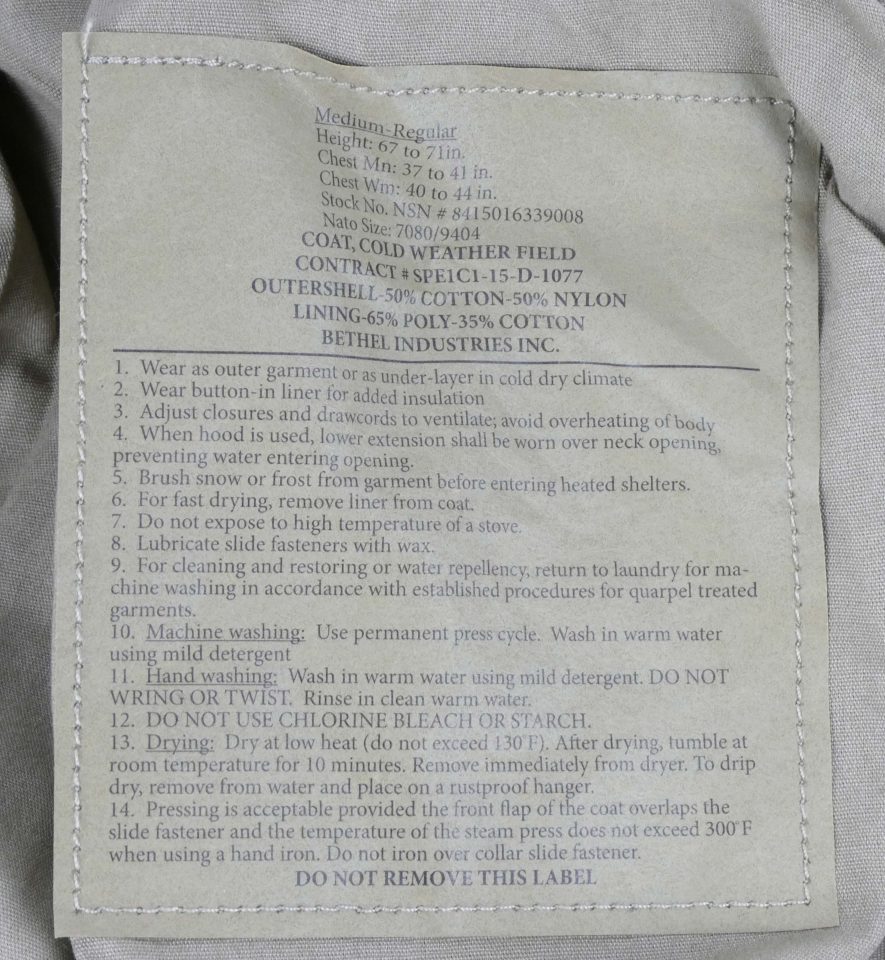 Medium-Regular
Height: 67 to 71in.
Chest Mn: 37 to 41 in.
Chest Wm: 40 to 44 in.
Stock No. NSN # 8415016339008
Nato Size: 7080/9404
COAT, COLD WEATHER FIELD
CONTRACT # SPE1C1-15-D-1077
OUTERSHELL-50% COTTON-50% NYLON
LINING-65% POLY-35% COTTON
BETHEL INDUSTRIES INC.
1. Wear as outer garment or as under-layer in cold dry climate
2. Wear button-in liner for added insulation
3. Adjust closures and drawcords to ventilate; avoid overheating of body
4. When hood is used, lower extension shall be worn over neck opening,
preventing water entering opening.
5. Brush snow or frost from garment before entering heated shelters.
6. For fast drying, remove liner from coat.
7. Do not expose to high temperature of a stove.
8. Lubricate slide fasteners with wax.
9. For cleaning and restoring or water repellency, return to laundry for ma-
chine washing in accordance with established procedures for quarpel treated
garments.
10. Machine washing: Use permanent press cycle. Wash in warm water
using mild detergent
11. Hand washing: Wash in warm water using mild detergent. DO NOT
WRING OR TWIST. Rinse in clean warm water.
12. DO NOT USE CHLORINE BLEACH OR STARCH.
13. Drying: Dry at low heat (do not exceed 130°F). After drying, tumble at
room temperature for 10 minutes. Remove immediately from dryer. To drip
dry, remove from water and place on a rustproof hanger.
14. Pressing is acceptable provided the front flap of the coat overlaps the
slide fastener and the temperature of the steam press does not exceed 300°F
when using a hand iron. Do not iron over collar slide fastener.
DO NOT REMOVE THIS LABEL